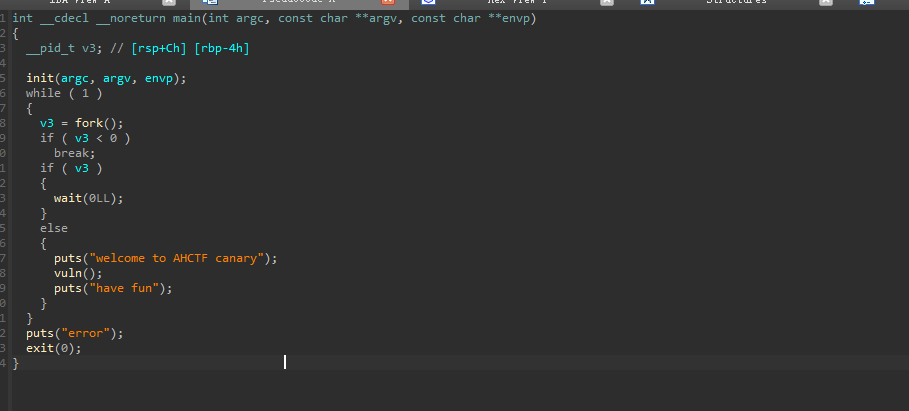 int __cdecl __noreturn main(int argc, const char **argv, const char **envp)
2 {
3 __pid_t v3; // [rsp+Ch] [rbp-4h]
4
5 init(argc, argv, envp);
6 while ( 1 )
7 {
8 v3 = fork();
9 if ( v3 < 0 )
0 break;
1 if ( v3 )
2 {
3 wait(0LL);
4 }
5 else
6 {
7 puts("welcome to AHCTF canary");
8 vuln();
9 puts("have fun");
0 }
1 }
2 puts("error");
3 exit(0);
4 }